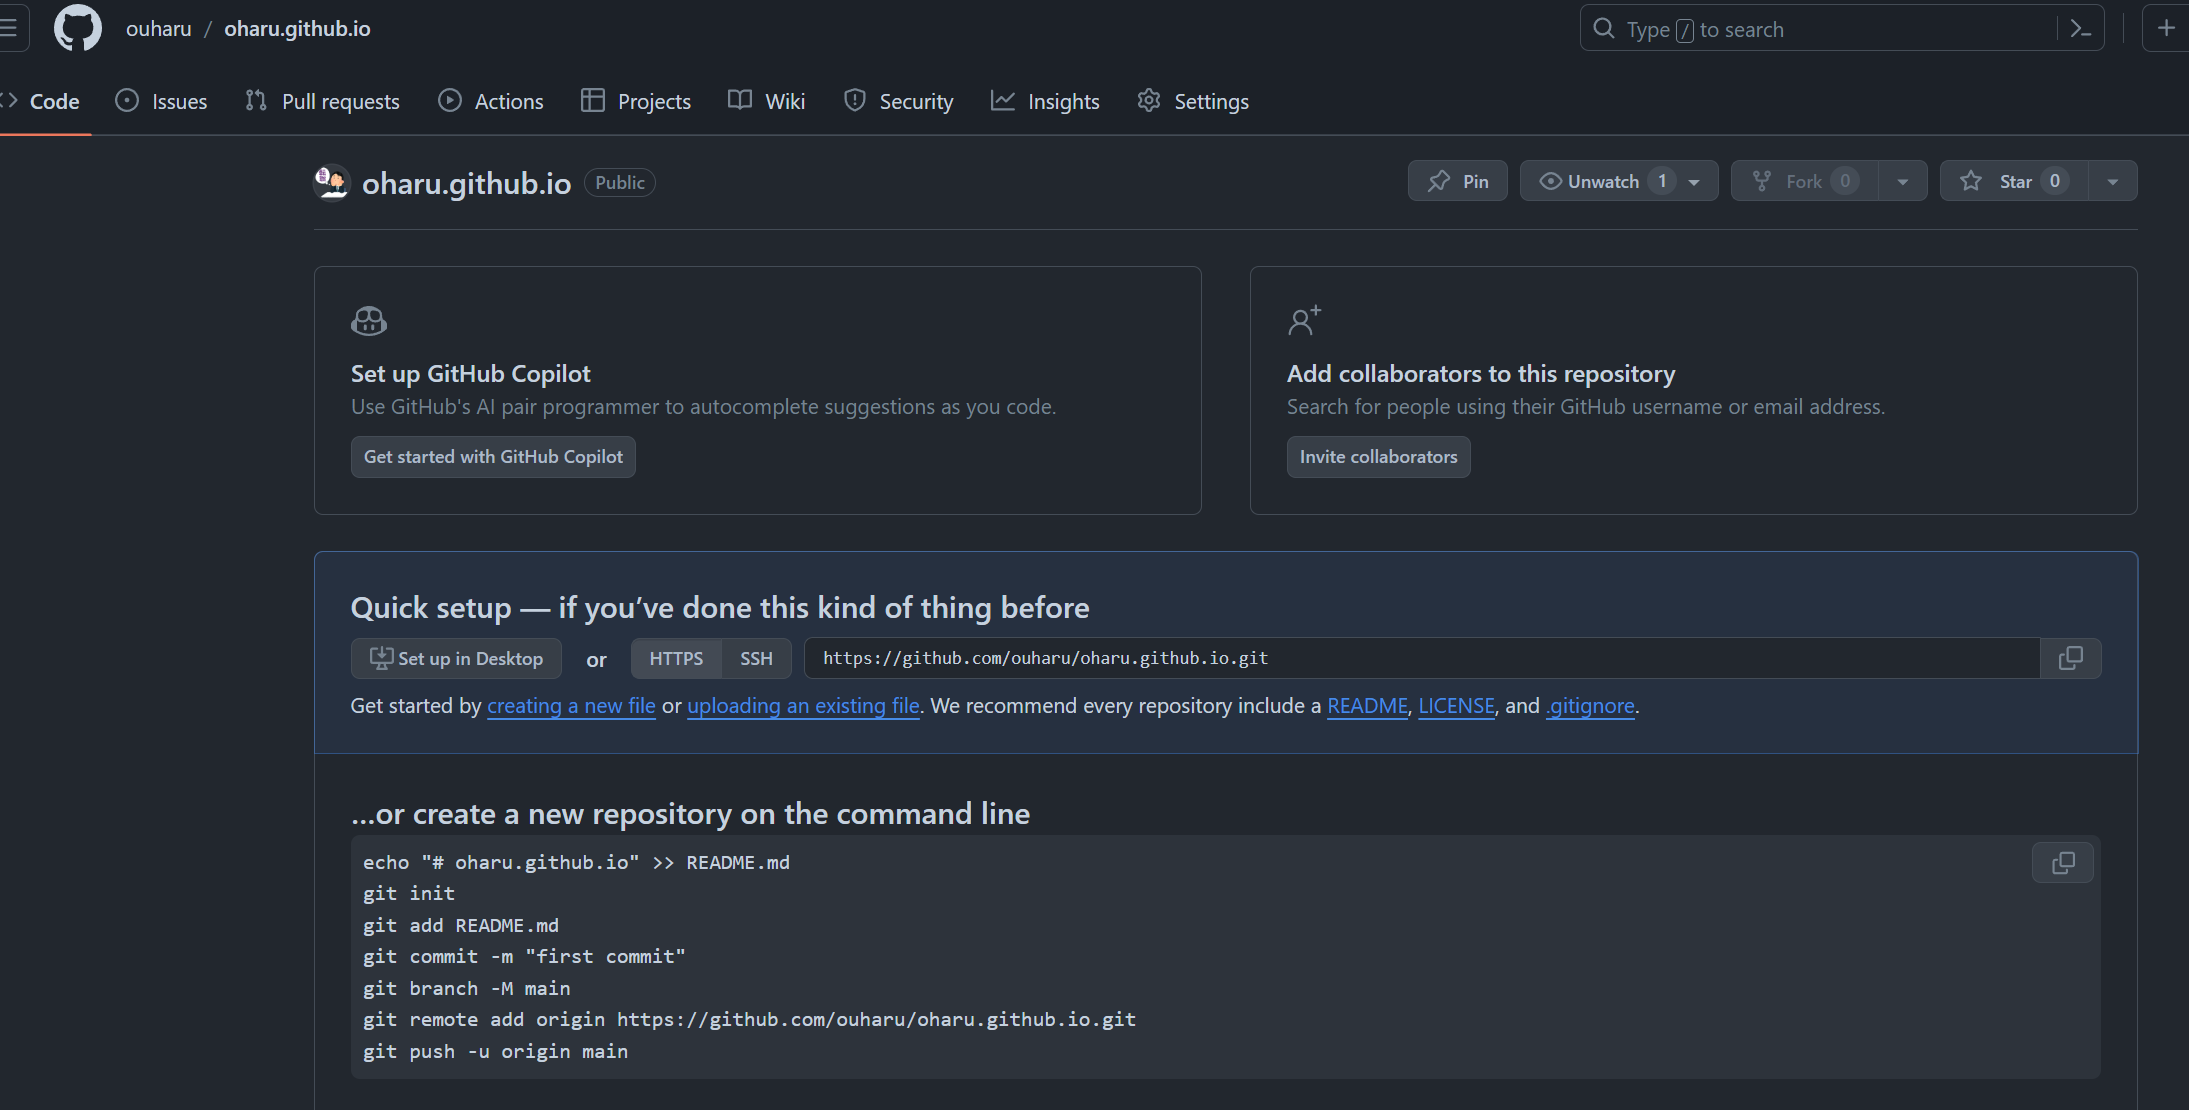 ouharu / oharu.github.io
Type / to search
Code Issues Pull requests Actions Projects Wiki Security Insights Settings
oharu.github.io Public
Pin Unwatch 1 Fork 0 Star 0
Set up GitHub Copilot
Use GitHub's AI pair programmer to autocomplete suggestions as you code.
Get started with GitHub Copilot
Add collaborators to this repository
Search for people using their GitHub username or email address.
Invite collaborators
Quick setup — if you’ve done this kind of thing before
Set up in Desktop or HTTPS SSH https://github.com/ouharu/oharu.github.io.git
Get started by creating a new file or uploading an existing file. We recommend every repository include a README, LICENSE, and .gitignore.
…or create a new repository on the command line
echo "# oharu.github.io" >> README.md
git init
git add README.md
git commit -m "first commit"
git branch -M main
git remote add origin https://github.com/ouharu/oharu.github.io.git
git push -u origin main